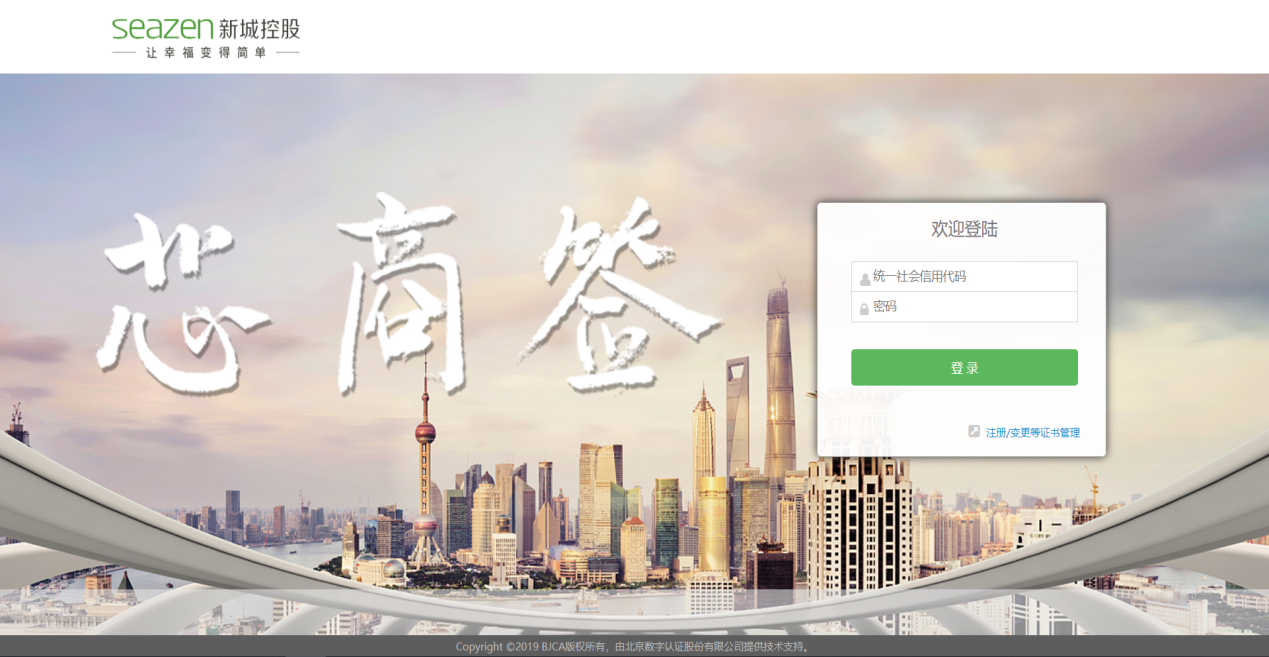 seazen 新城控股
让幸福变得简单
芯商签
欢迎登陆
统一社会信用代码
密码
登 录
注册/变更等证书管理
Copyright ©2019 BJCA版权所有，由北京数字认证股份有限公司提供技术支持。